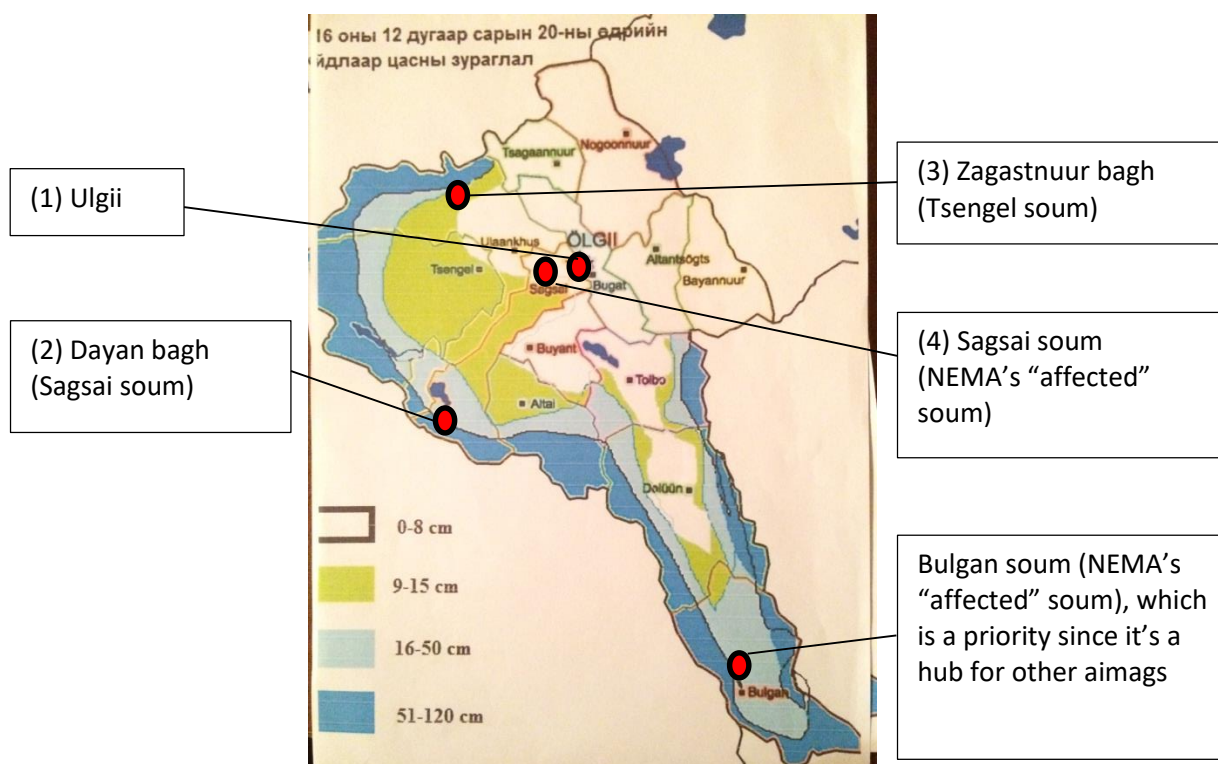 16 оны 12 дугаар сарын 20-ны өдрийн
йдлаар цасны зураглал
Nogoonnuur
Tsagaannuur
(1) Ulgii
(3) Zagastnuur bagh
(Tsengel soum)
Ulaankhus
ÖLGII
Altantsögts
Tsengel
Sagsai
Bugat
Bayannuur
(2) Dayan bagh
(Sagsai soum)
(4) Sagsai soum
(NEMA’s “affected”
soum)
Buyant
Tolbo
Altai
Delüün
0-8 cm
9-15 cm
16-50 cm
51-120 cm
Bulgan soum (NEMA’s
“affected” soum), which
is a priority since it’s a
hub for other aimags
Bulgan